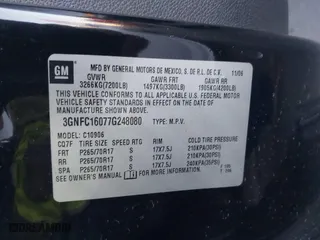 GM
MFD BY GENERAL MOTORS DE MEXICO, S. DE R.L. DE C.V. 11/06
GVWR GAWR FRT GAWR RR
3266KG(7200LB) 1497KG(3300LB) 1905KG(4200LB)
THIS VEHICLE CONFORMS TO ALL APPLICABLE U.S. FEDERAL
MOTOR VEHICLE SAFETY AND THEFT PREVENTION STANDARDS
IN EFFECT ON THE DATE OF MANUFACTURE SHOWN ABOVE.
3GNFC16077G248080 TYPE: M.P.V.
MODEL: C10906
CQ7F TIRE SIZE SPEED RTG RIM COLD TIRE PRESSURE
FRT P265/70R17 S 17X7.5J 210KPA(30PSI)
RR P265/70R17 S 17X7.5J 210KPA(30PSI)
SPA P265/70R17 S 17X7.5J 240KPA(35PSI)
SEE OWNER'S MANUAL FOR ADDITIONAL INFORMATION.